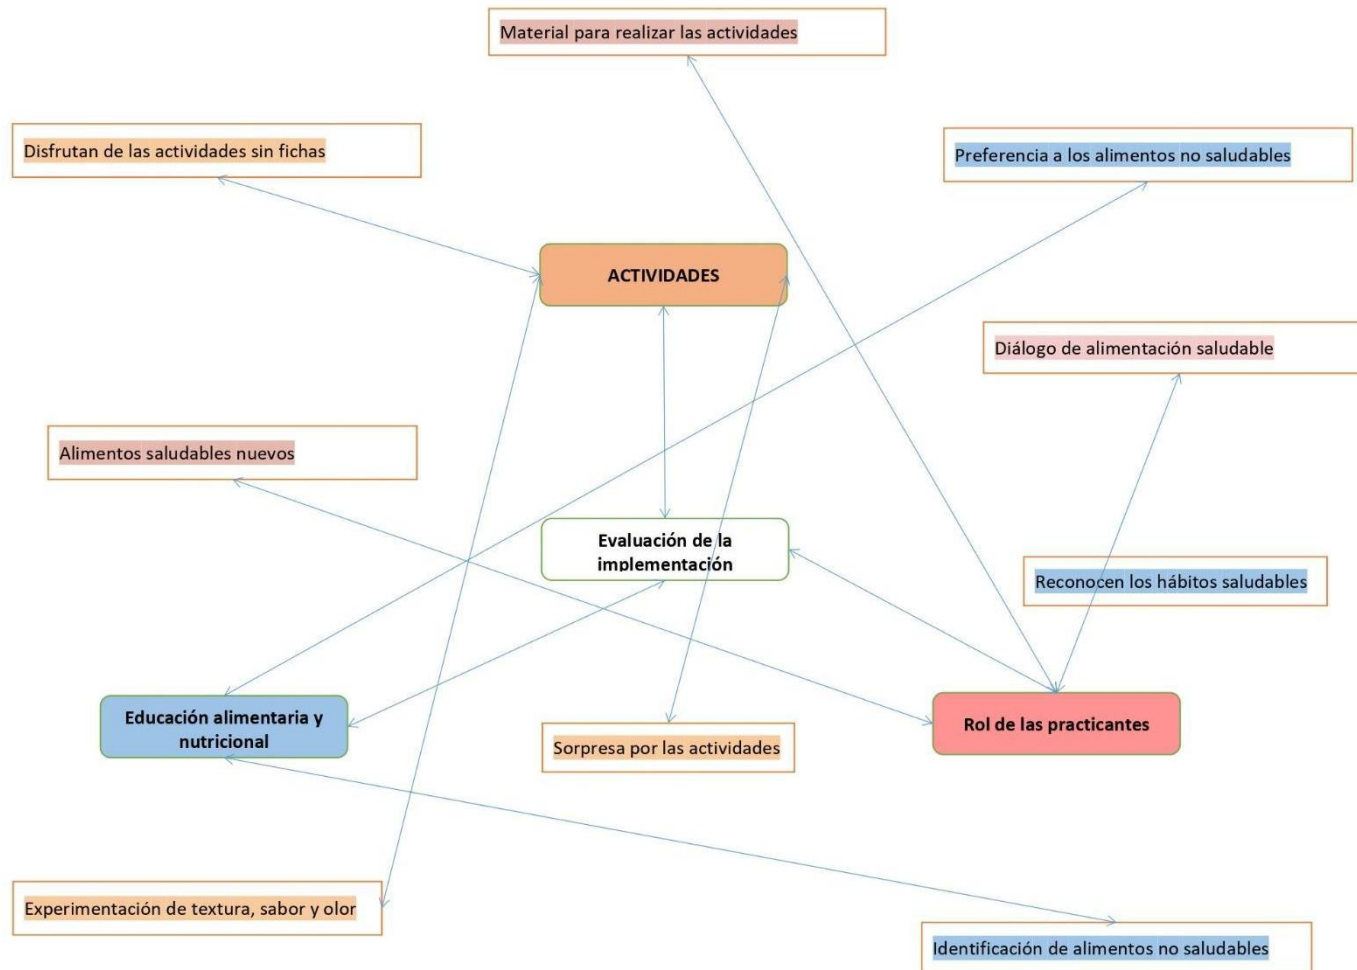 Material para realizar las actividades
Disfrutan de las actividades sin fichas
Preferencia a los alimentos no saludables
ACTIVIDADES
Diálogo de alimentación saludable
Alimentos saludables nuevos
Evaluación de la
implementación
Reconocen los hábitos saludables
Educación alimentaria y
nutricional
Sorpresa por las actividades
Rol de las practicantes
Experimentación de textura, sabor y olor
Identificación de alimentos no saludables